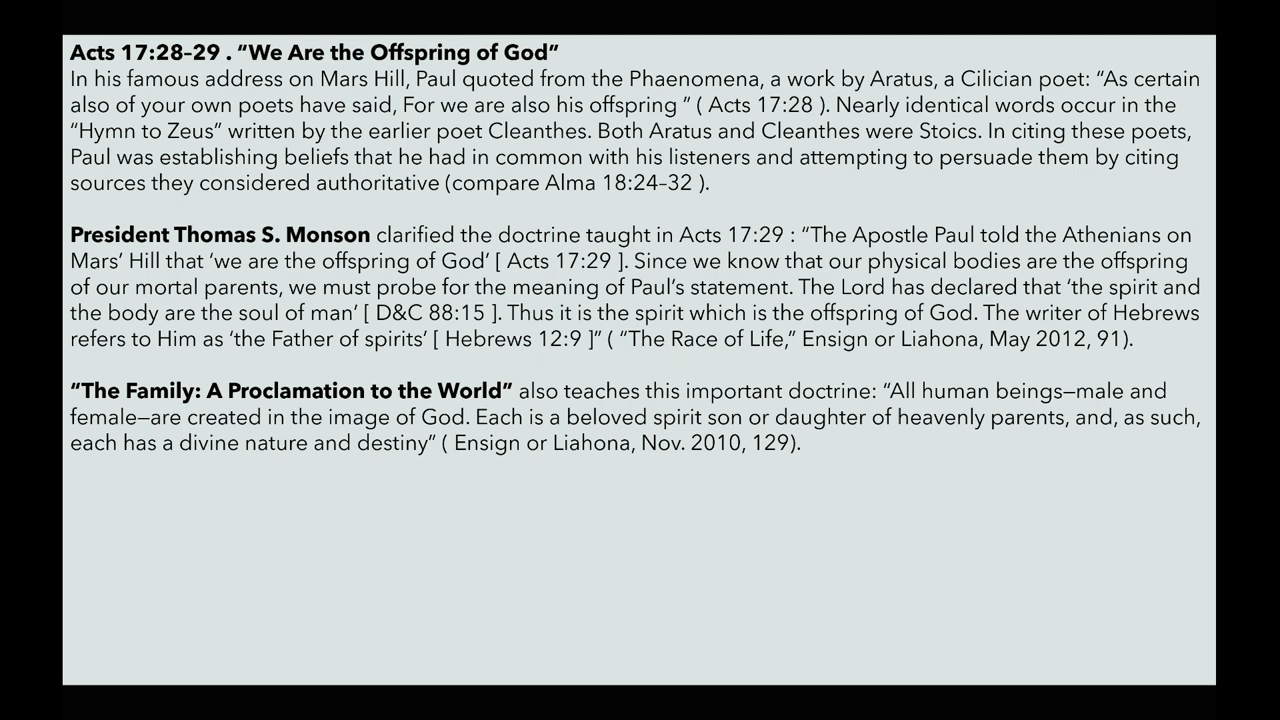 Acts 17:28–29 . “We Are the Offspring of God”
In his famous address on Mars Hill, Paul quoted from the Phaenomena, a work by Aratus, a Cilician poet: “As certain
also of your own poets have said, For we are also his offspring ” ( Acts 17:28 ). Nearly identical words occur in the
“Hymn to Zeus” written by the earlier poet Cleanthes. Both Aratus and Cleanthes were Stoics. In citing these poets,
Paul was establishing beliefs that he had in common with his listeners and attempting to persuade them by citing
sources they considered authoritative (compare Alma 18:24–32 ).
President Thomas S. Monson clarified the doctrine taught in Acts 17:29 : “The Apostle Paul told the Athenians on
Mars’ Hill that ‘we are the offspring of God’ [ Acts 17:29 ]. Since we know that our physical bodies are the offspring
of our mortal parents, we must probe for the meaning of Paul’s statement. The Lord has declared that ‘the spirit and
the body are the soul of man’ [ D&C 88:15 ]. Thus it is the spirit which is the offspring of God. The writer of Hebrews
refers to Him as ‘the Father of spirits’ [ Hebrews 12:9 ]” ( “The Race of Life,” Ensign or Liahona, May 2012, 91).
“The Family: A Proclamation to the World” also teaches this important doctrine: “All human beings—male and
female—are created in the image of God. Each is a beloved spirit son or daughter of heavenly parents, and, as such,
each has a divine nature and destiny” ( Ensign or Liahona, Nov. 2010, 129).